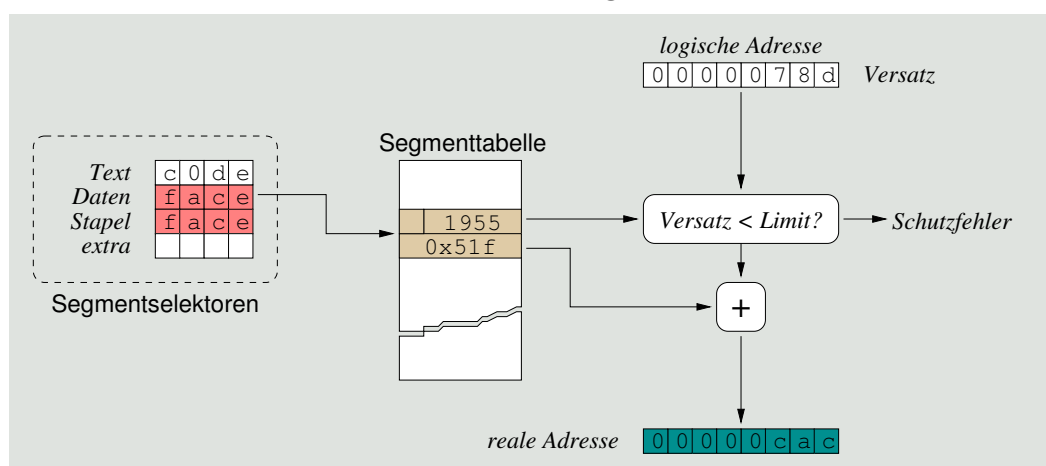 logische Adresse
0 0 0 0 0 7 8 d Versatz
Segmenttabelle
Text c 0 d e
Daten f a c e
Stapel f a c e
extra
Segmentselektoren
1955
0x51f
Versatz < Limit?
Schutzfehler
+
reale Adresse 0 0 0 0 0 c a c